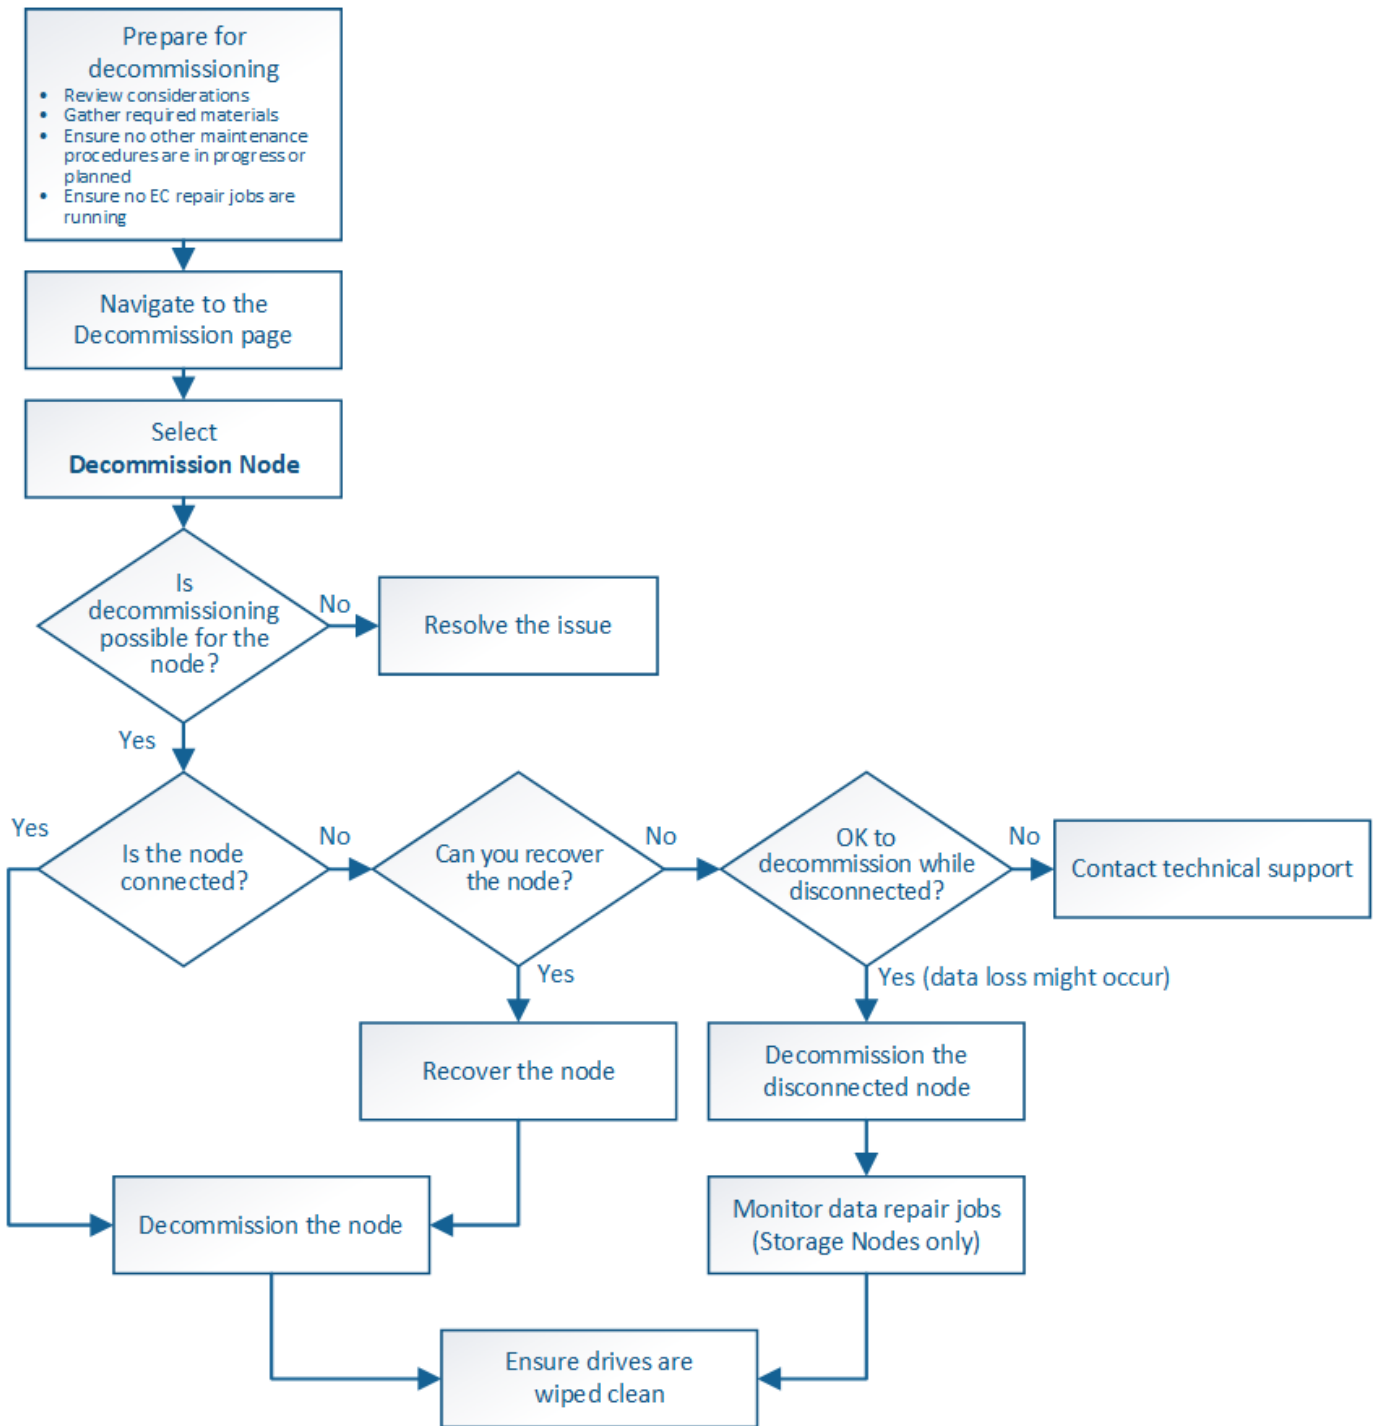 Prepare for
decommissioning
• Review considerations
• Gather required materials
• Ensure no other maintenance
procedures are in progress or
planned
• Ensure no EC repair jobs are
running
Navigate to the
Decommission page
Select
Decommission Node
Is
decommissioning
possible for the
node?
No
Resolve the issue
Yes
Yes
Is the node
connected?
No
Can you recover
the node?
No
OK to
decommission while
disconnected?
No
Contact technical support
Yes
Yes (data loss might occur)
Recover the node
Decommission the
disconnected node
Decommission the node
Monitor data repair jobs
(Storage Nodes only)
Ensure drives are
wiped clean